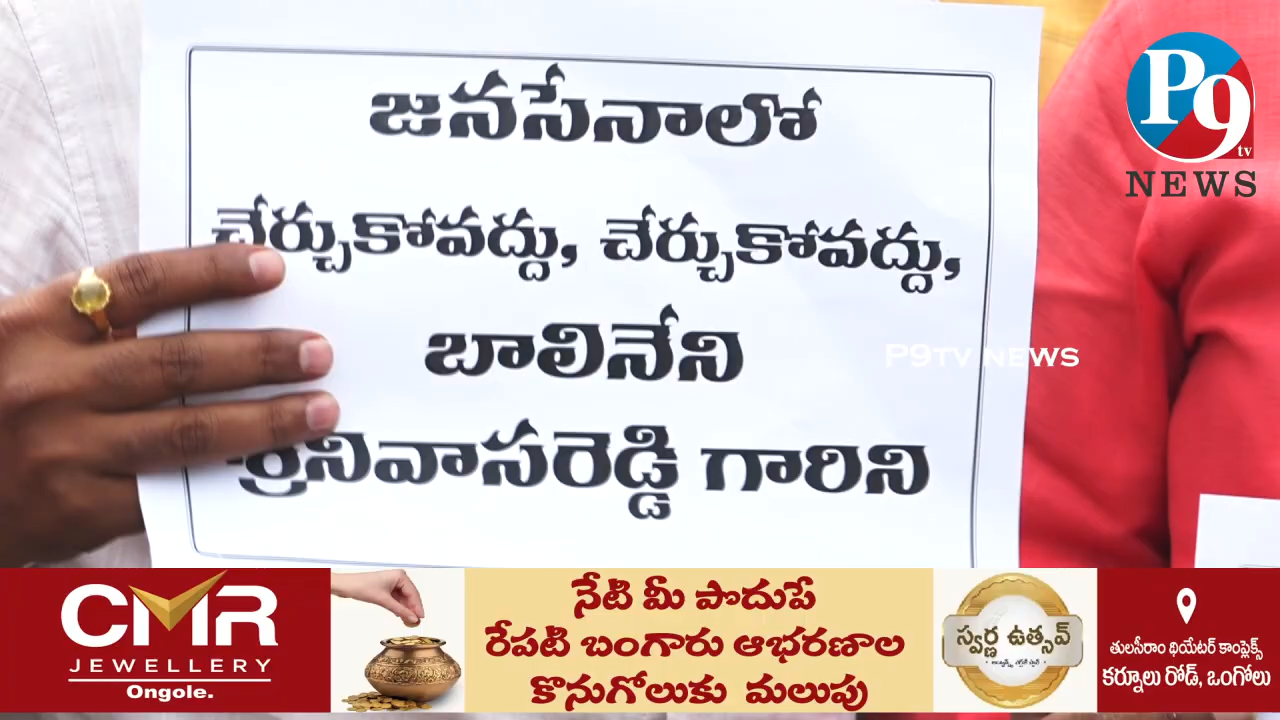 జనసేనాలో
చేర్చుకోవద్దు, చేర్చుకోవద్దు,
బాలినేని
శ్రీనివాసరెడ్డి గారిని
P9
tv
NEWS
P9TV NEWS
CMR
JEWELLERY
Ongole.
నేటి మీ పొదుపే
రేపటి బంగారు ఆభరణాల
కొనుగోలుకు మలుపు
స్వర్ణ ఉత్సవ్
తులసీరాం థియేటర్ కాంప్లెక్స్
కర్నూలు రోడ్, ఒంగోలు